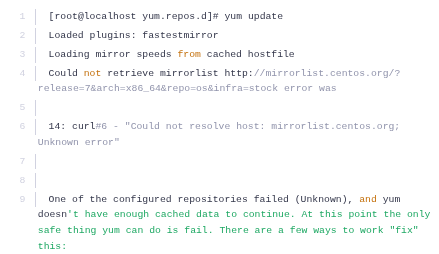 1 [root@localhost yum.repos.d]# yum update
2 Loaded plugins: fastestmirror
3 Loading mirror speeds from cached hostfile
4 Could not retrieve mirrorlist http://mirrorlist.centos.org/?
release=7&arch=x86_64&repo=os&infra=stock error was
5
6 14: curl#6 - "Could not resolve host: mirrorlist.centos.org;
Unknown error"
7
8
9 One of the configured repositories failed (Unknown), and yum
doesn't have enough cached data to continue. At this point the only
safe thing yum can do is fail. There are a few ways to work "fix"
this: